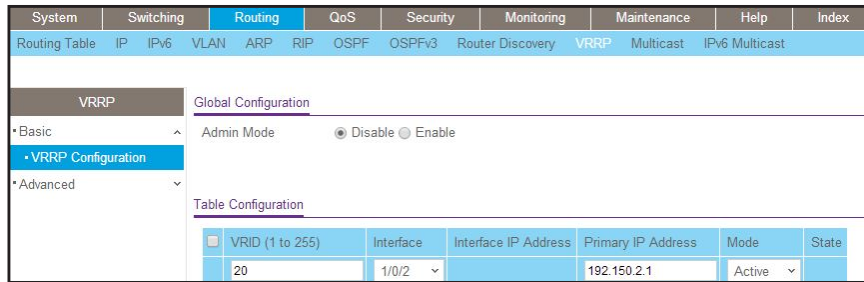 System Switching Routing QoS Security Monitoring Maintenance Help Index
Routing Table IP IPv6 VLAN ARP RIP OSPF OSPFv3 Router Discovery VRRP Multicast IPv6 Multicast
VRRP
Global Configuration
Basic
Admin Mode Disable Enable
VRRP Configuration
Advanced
Table Configuration
VRID (1 to 255) Interface Interface IP Address Primary IP Address Mode State
20 1/0/2 192.150.2.1 Active